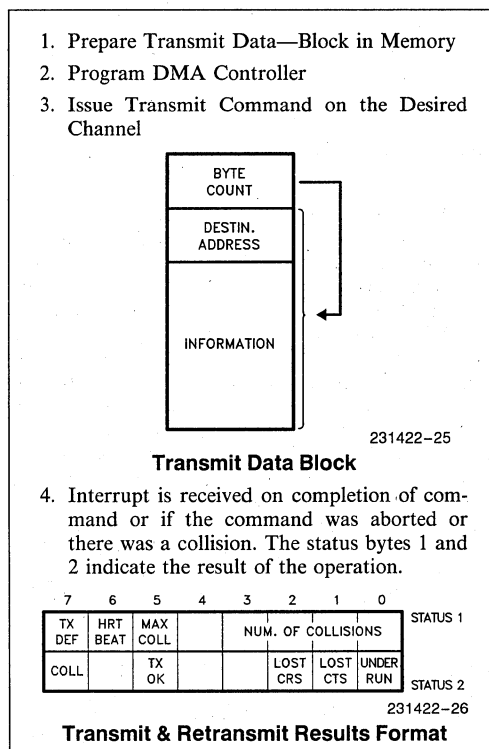 1. Prepare Transmit Data—Block in Memory
2. Program DMA Controller
3. Issue Transmit Command on the Desired
Channel
BYTE
COUNT
DESTIN.
ADDRESS
INFORMATION
231422–25
Transmit Data Block
4. Interrupt is received on completion of com-
mand or if the command was aborted or
there was a collision. The status bytes 1 and
2 indicate the result of the operation.
7 6 5 4 3 2 1 0
TX DEF HRT BEAT MAX COLL NUM. OF COLLISIONS STATUS 1
COLL TX OK LOST CRS LOST CTS UNDER RUN STATUS 2
231422–26
Transmit & Retransmit Results Format